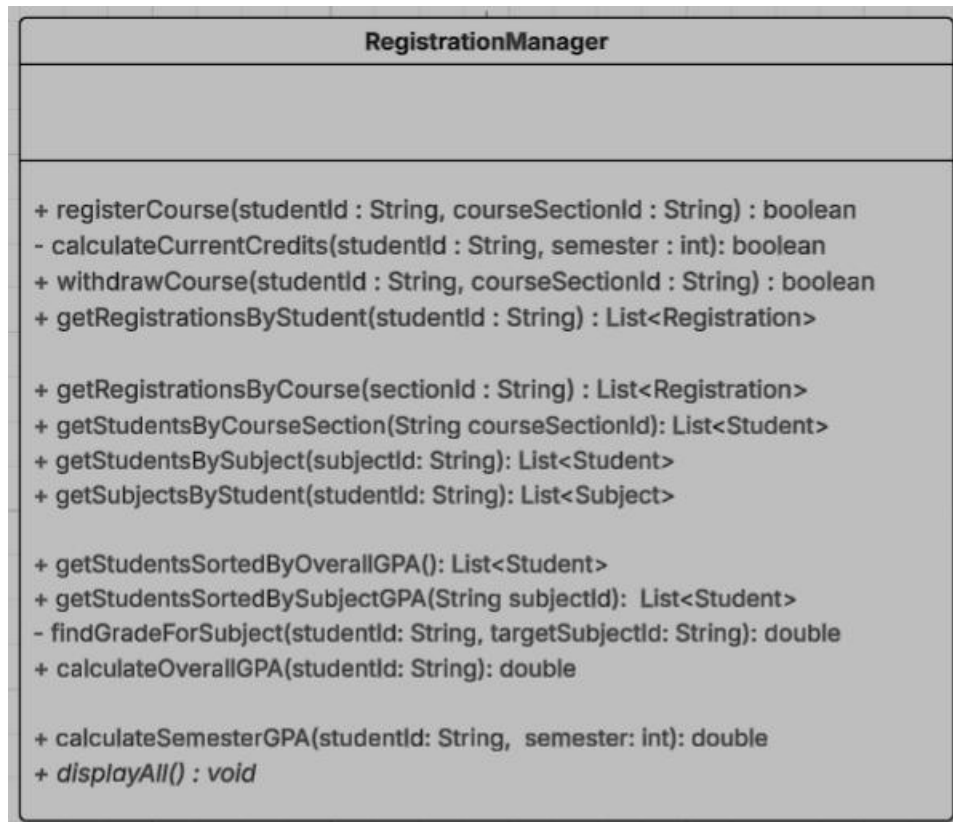 RegistrationManager
+ registerCourse(studentId : String, courseSectionId : String) : boolean
- calculateCurrentCredits(studentId : String, semester : int): boolean
+ withdrawCourse(studentId : String, courseSectionId : String) : boolean
+ getRegistrationsByStudent(studentId : String) : List<Registration>
+ getRegistrationsByCourse(sectionId : String) : List<Registration>
+ getStudentsByCourseSection(String courseSectionId): List<Student>
+ getStudentsBySubject(subjectId: String): List<Student>
+ getSubjectsByStudent(studentId: String): List<Subject>
+ getStudentsSortedByOverallGPA(): List<Student>
+ getStudentsSortedBySubjectGPA(String subjectId): List<Student>
- findGradeForSubject(studentId: String, targetSubjectId: String): double
+ calculateOverallGPA(studentId: String): double
+ calculateSemesterGPA(studentId: String, semester: int): double
+ displayAll() : void